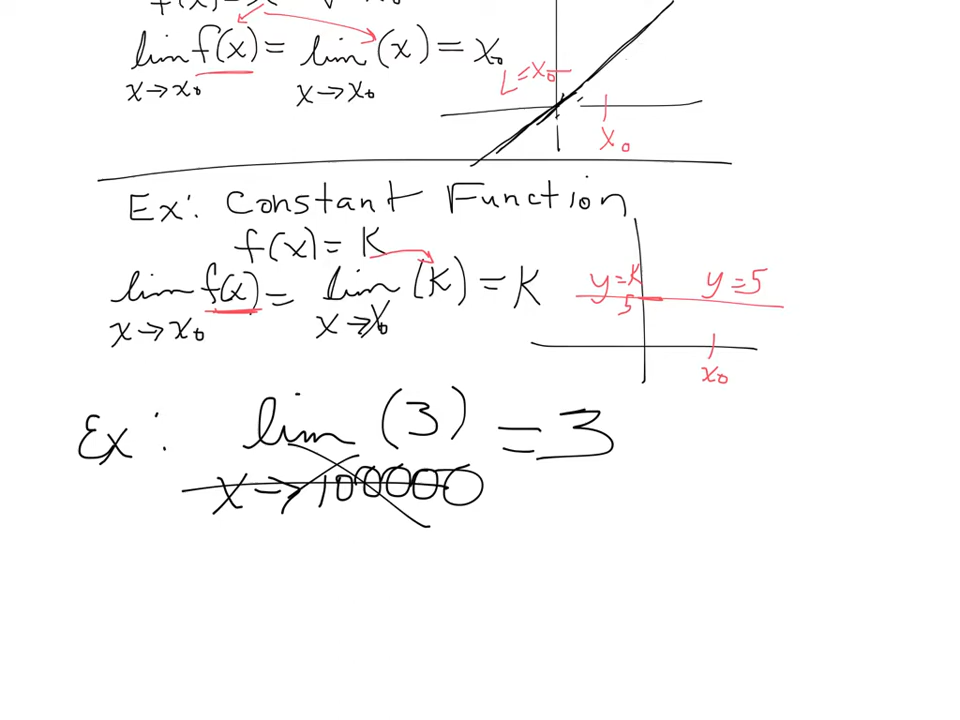 lim f(x) = lim (x) = x₀
x→x₀ x→x₀
L=x₀
x₀
Ex: Constant Function
f(x) = K
lim f(x) = lim (K) = K
x→x₀ x→x₀
y=K y=5
5
x₀
Ex: lim (3) = 3
x→100000